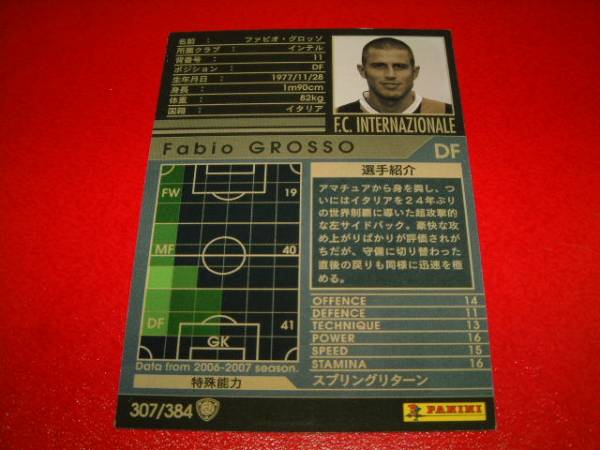 名前 : ファビオ・グロッソ
所属クラブ : インテル
背番号 : 11
ポジション : DF
生年月日 : 1977/11/28
身長 : 1m90cm
体重 : 82kg
国籍 : イタリア
F.C. INTERNAZIONALE
Fabio GROSSO DF
FW 19
MF 40
DF 41
GK
Data from 2006-2007 season.
選手紹介
アマチュアから身を興し、つ
いにはイタリアを24年ぶり
の世界制覇に導いた超攻撃的
な左サイドバック。豪快な攻
め上がりばかりが評価されが
ちだが、守備に切り替わった
直後の戻りも同様に迅速を極
める。
OFFENCE 14
DEFENCE 11
TECHNIQUE 13
POWER 16
SPEED 15
STAMINA 16
特殊能力 スプリングリターン
307/384
PANINI